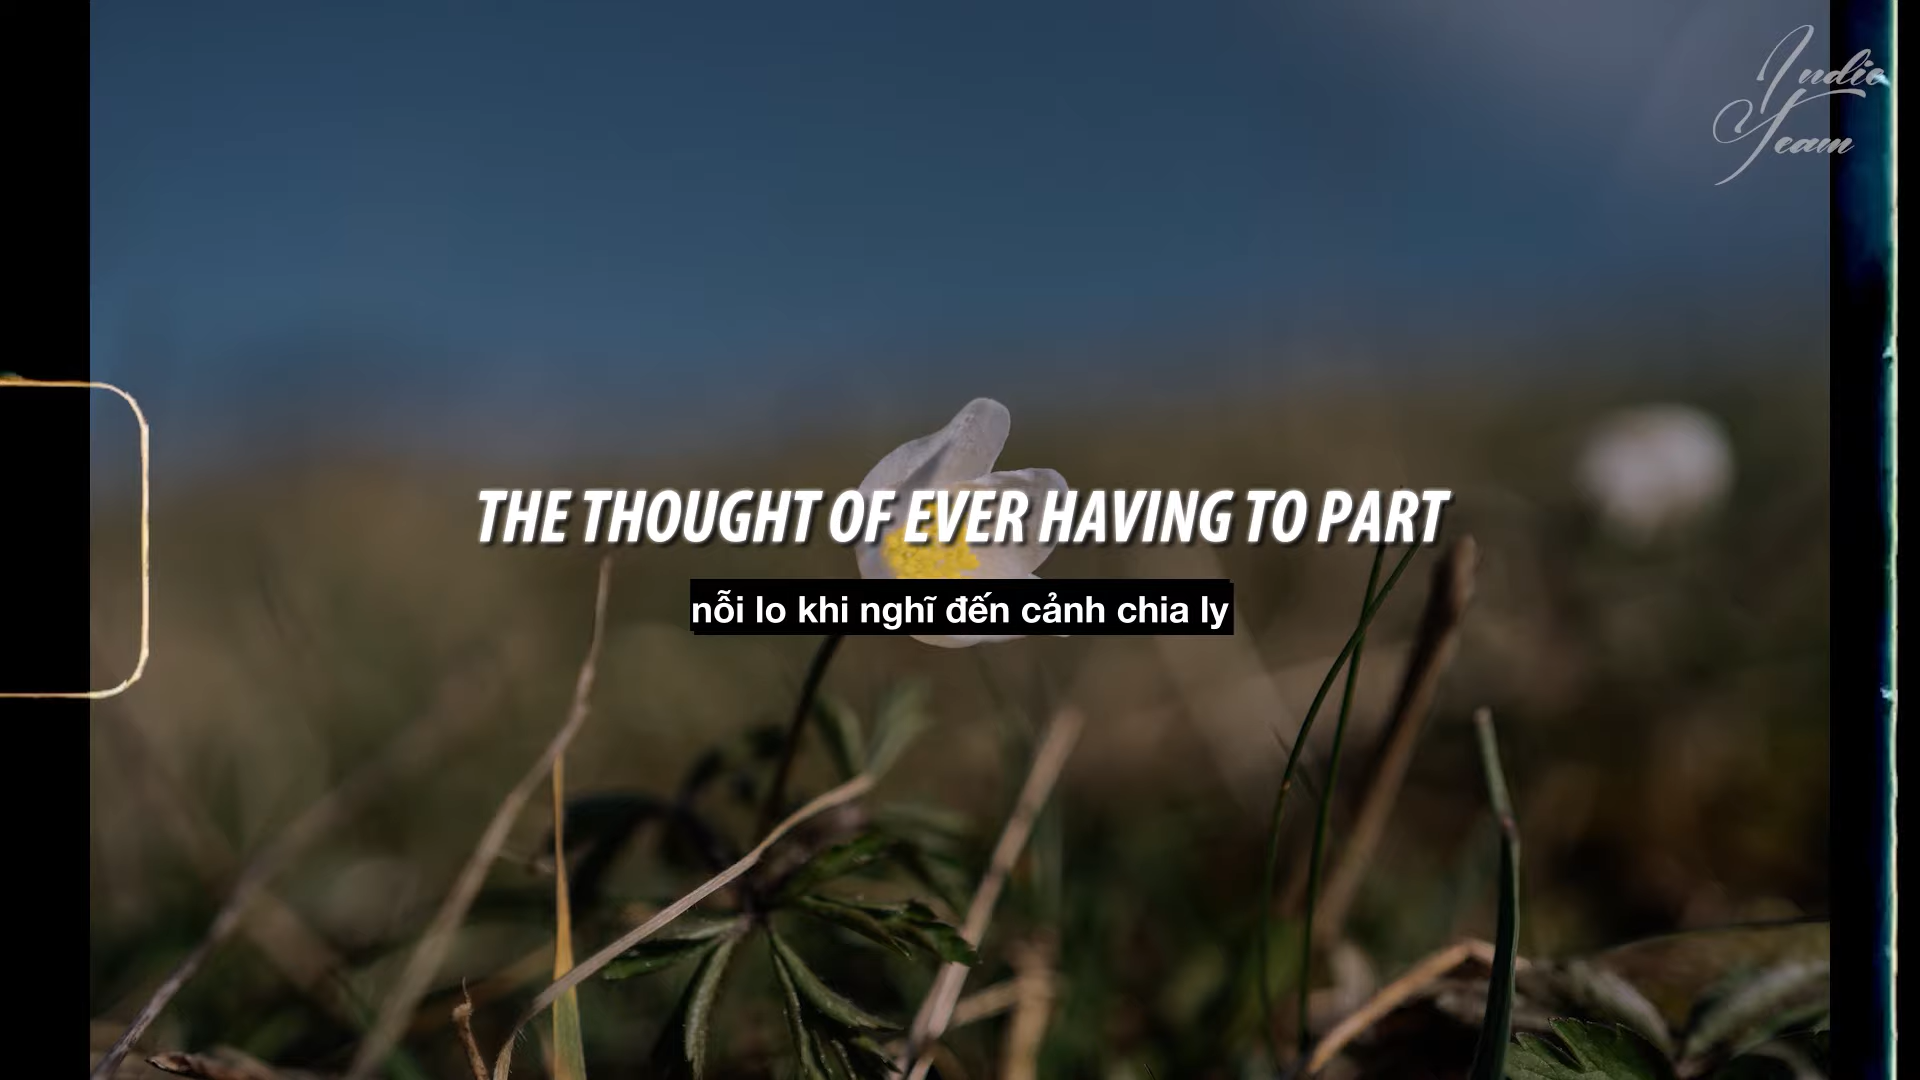 Indie
Team
THE THOUGHT OF EVER HAVING TO PART
nỗi lo khi nghĩ đến cảnh chia ly